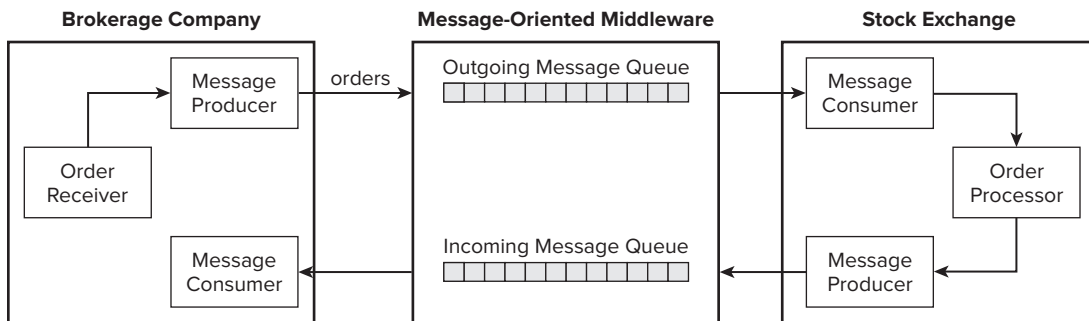 Brokerage Company
Message-Oriented Middleware
Stock Exchange
Message
Producer
orders
Outgoing Message Queue
Message
Consumer
Order
Receiver
Order
Processor
Message
Consumer
Incoming Message Queue
Message
Producer